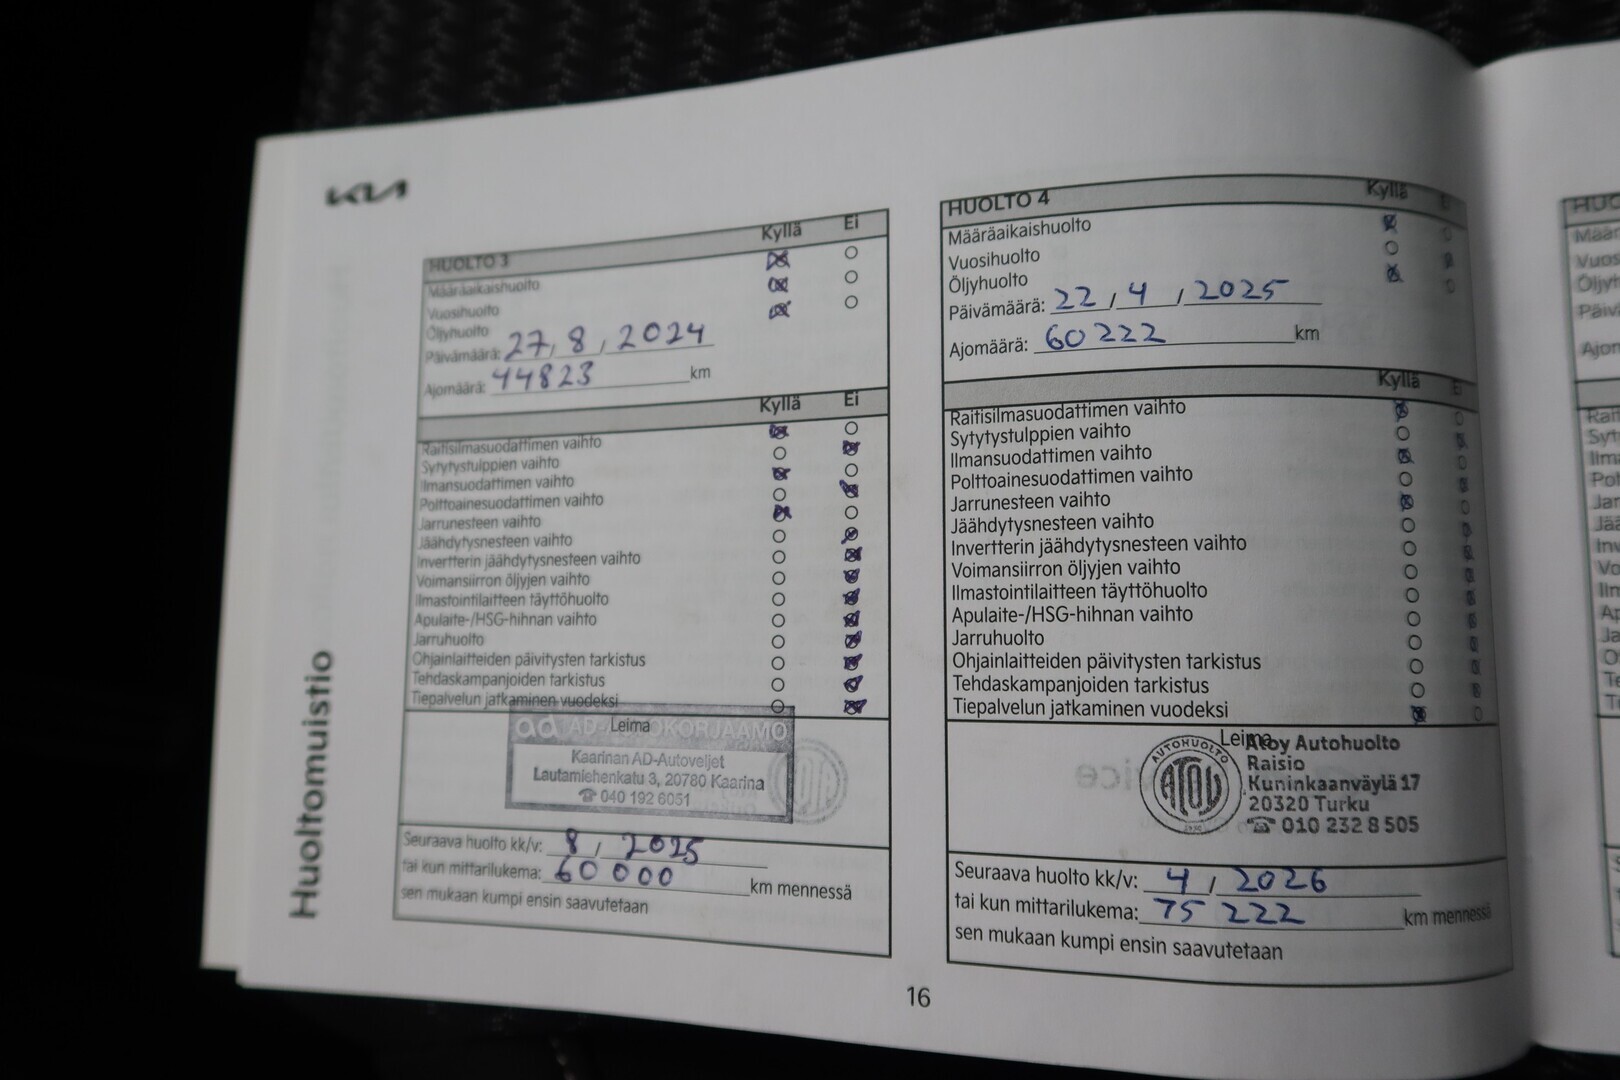 KIA
Huoltomuistio
HUOLTO 3
Kyllä Ei
Määräaikaishuolto
Vuosihuolto
Öljyhuolto
Päivämäärä: 27, 8, 2024
Ajomäärä: 44823 km
Kyllä Ei
Raitisilmasuodattimen vaihto
Sytytystulppien vaihto
Ilmansuodattimen vaihto
Polttoainesuodattimen vaihto
Jarrunesteen vaihto
Jäähdytysnesteen vaihto
Invertterin jäähdytysnesteen vaihto
Voimansiirron öljyjen vaihto
Ilmastointilaitteen täyttöhuolto
Apulaite-/HSG-hihnan vaihto
Jarruhuolto
Ohjainlaitteiden päivitysten tarkistus
Tehdaskampanjoiden tarkistus
Tiepalvelun jatkaminen vuodeksi
Leima
ad AD-AUTOKORJAAMO
Kaarinan AD-Autoveljet
Lautamiehenkatu 3, 20780 Kaarina
☎ 040 192 6051
Seuraava huolto kk/v: 8, 2025
tai kun mittarilukema: 60000 km mennessä
sen mukaan kumpi ensin saavutetaan
HUOLTO 4
Kyllä Ei
Määräaikaishuolto
Vuosihuolto
Öljyhuolto
Päivämäärä: 22, 4, 2025
Ajomäärä: 60222 km
Kyllä Ei
Raitisilmasuodattimen vaihto
Sytytystulppien vaihto
Ilmansuodattimen vaihto
Polttoainesuodattimen vaihto
Jarrunesteen vaihto
Jäähdytysnesteen vaihto
Invertterin jäähdytysnesteen vaihto
Voimansiirron öljyjen vaihto
Ilmastointilaitteen täyttöhuolto
Apulaite-/HSG-hihnan vaihto
Jarruhuolto
Ohjainlaitteiden päivitysten tarkistus
Tehdaskampanjoiden tarkistus
Tiepalvelun jatkaminen vuodeksi
Leima
AUTOHUOLTO
ATOY
Atoy Autohuolto
Raisio
Kuninkaanväylä 17
20320 Turku
☎ 010 232 8 505
Seuraava huolto kk/v: 4, 2026
tai kun mittarilukema: 75 222 km mennessä
sen mukaan kumpi ensin saavutetaan
16